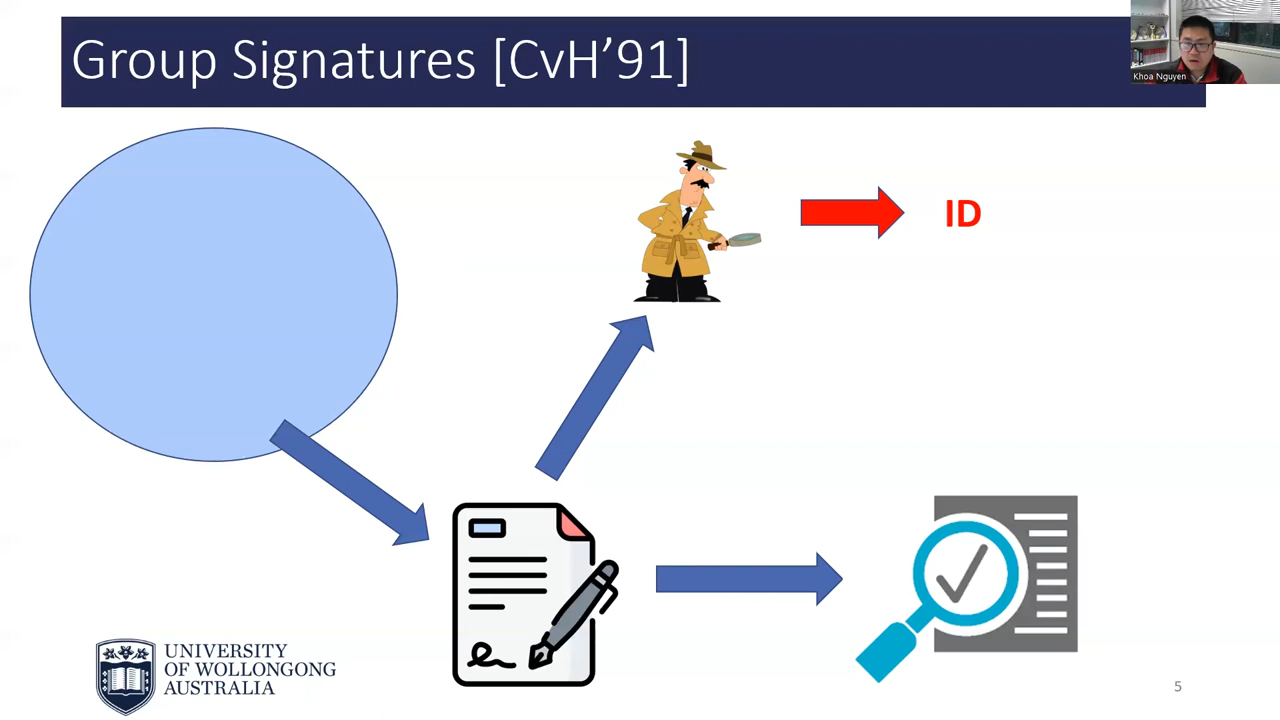 Group Signatures [CvH’91]
Khoa Nguyen
ID
UNIVERSITY
OF WOLLONGONG
AUSTRALIA
5